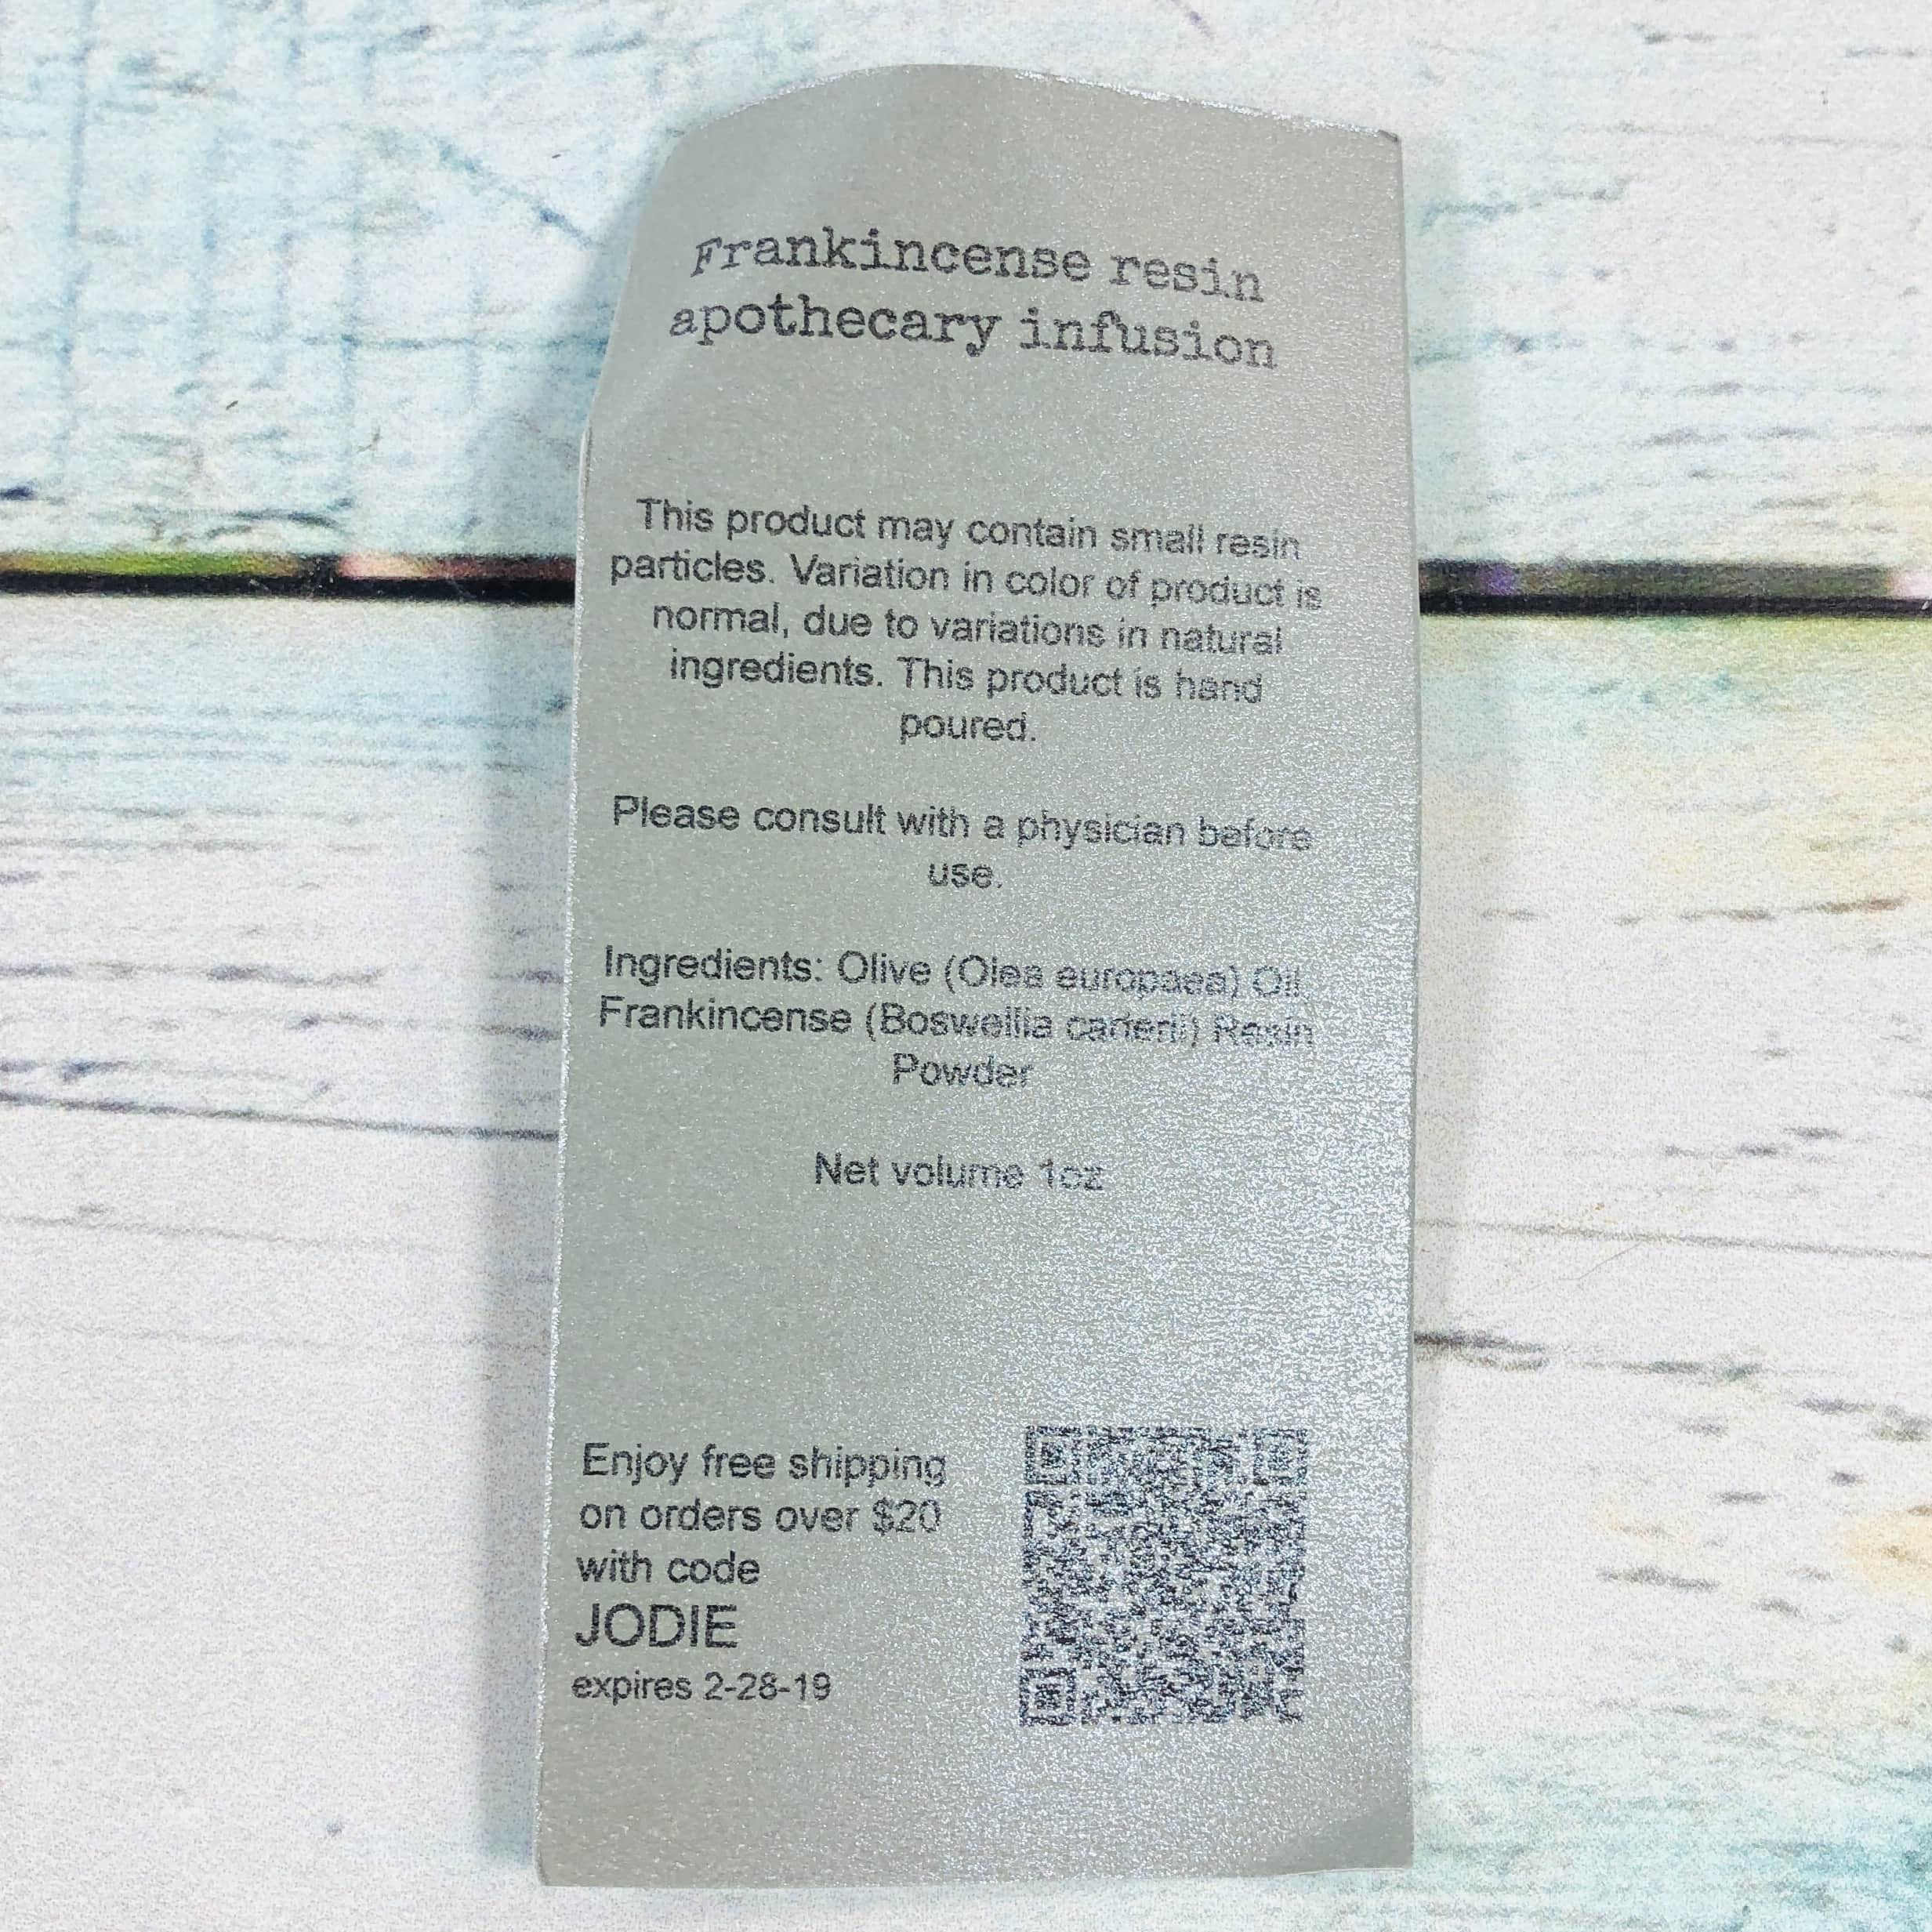 Frankincense resin
apothecary infusion
This product may contain small resin
particles. Variation in color of product is
normal, due to variations in natural
ingredients. This product is hand
poured.
Please consult with a physician before
use.
Ingredients: Olive (Olea europaea) Oil
Frankincense (Boswellia carterii) Resin
Powder
Net volume 1oz
Enjoy free shipping
on orders over $20
with code
JODIE
expires 2-28-19